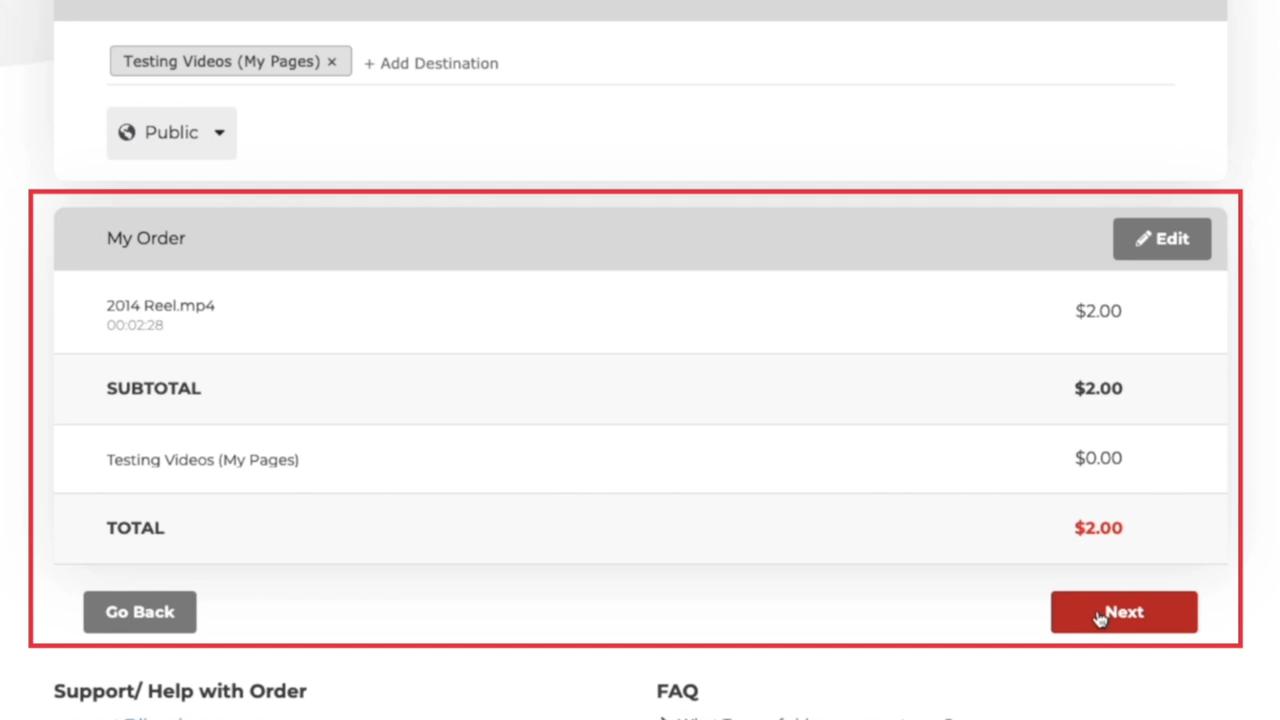 Testing Videos (My Pages) × + Add Destination
Public
My Order
Edit
2014 Reel.mp4
$2.00
00:02:28
SUBTOTAL
$2.00
Testing Videos (My Pages)
$0.00
TOTAL
$2.00
Go Back
Next
Support/ Help with Order
FAQ